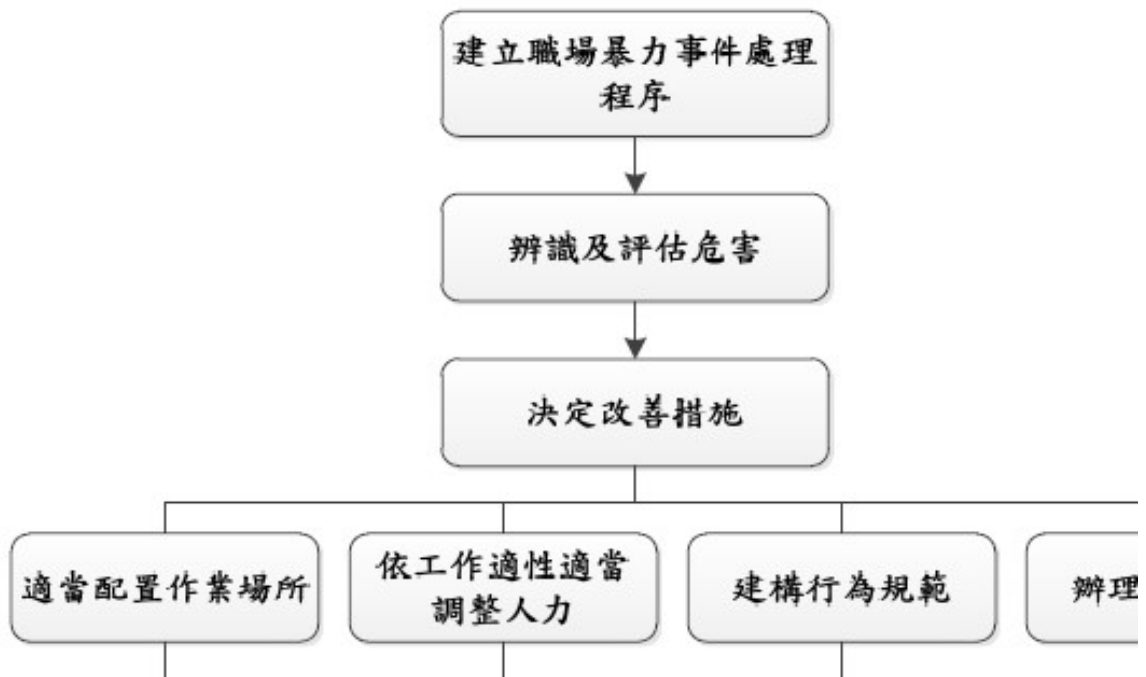 建立職場暴力事件處理
程序
辨識及評估危害
決定改善措施
適當配置作業場所
依工作適性適當
調整人力
建構行為規範
辦理